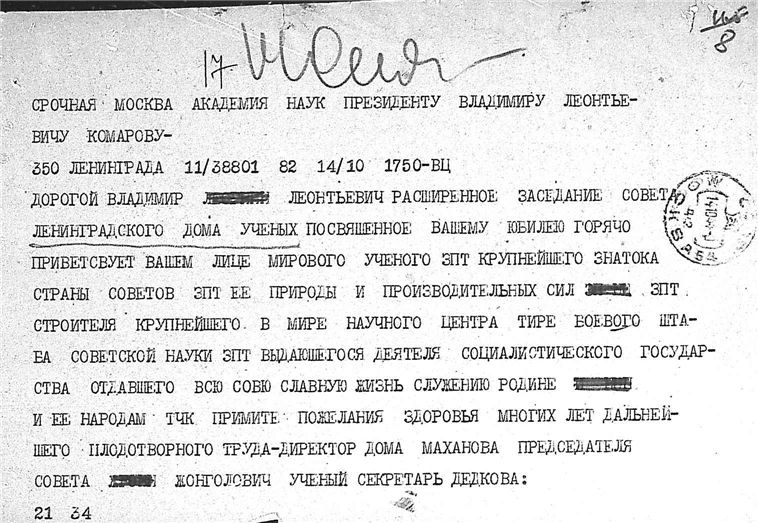 17
8
СРОЧНАЯ МОСКВА АКАДЕМИЯ НАУК ПРЕЗИДЕНТУ ВЛАДИМИРУ ЛЕОНТЬЕ-
ВИЧУ КОМАРОВУ-
350 ЛЕНИНГРАДА 11/38801 82 14/10 1750-ВЦ
ДОРОГОЙ ВЛАДИМИР ЛЕОНТЬЕВИЧ РАСШИРЕННОЕ ЗАСЕДАНИЕ СОВЕТА
ЛЕНИНГРАДСКОГО ДОМА УЧЕНЫХ ПОСВЯШЕННОЕ ВАШЕМУ ЮБИЛЕЮ ГОРЯЧО
ПРИВЕТСВУЕТ ВАШЕМ ЛИЦЕ МИРОВОГО УЧЕНОГО ЗПТ КРУПНЕЙШЕГО ЗНАТОКА
СТРАНЫ СОВЕТОВ ЗПТ ЕЕ ПРИРОДЫ И ПРОИЗВОДИТЕЛЬНЫХ СИЛ ЗПТ
СТРОИТЕЛЯ КРУПНЕЙШЕГО В МИРЕ НАУЧНОГО ЦЕНТРА ТИРЕ БОЕВОГО ШТА-
БА СОВЕТСКОЙ НАУКИ ЗПТ ВЫДАЮЩЕГОСЯ ДЕЯТЕЛЯ СОЦИАЛИСТИЧЕСКОГО ГОСУДАР-
СТВА ОТДАВШЕГО ВСЮ СОВЮ СЛАВНУЮ ЖИЗНЬ СЛУЖЕНИЮ РОДИНЕ
И ЕЕ НАРОДАМ ТЧК ПРИМИТЕ ПОЖЕЛАНИЯ ЗДОРОВЬЯ МНОГИХ ЛЕТ ДАЛЬНЕЙ-
ШЕГО ПЛОДОТВОРНОГО ТРУДА-ДИРЕКТОР ДОМА МАХАНОВА ПРЕДСЕДАТЕЛЯ
СОВЕТА ЖОНГОЛОВИЧ УЧЕНЫЙ СЕКРЕТАРЬ ДЕДКОВА:
21 34